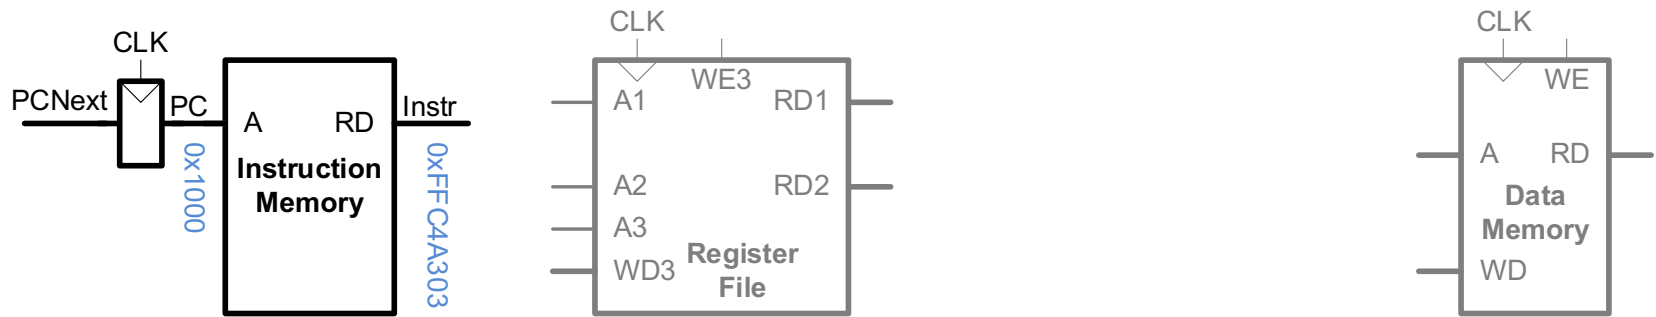 CLK
PCNext
PC
0x1000
A
RD
Instruction
Memory
Instr
0xFFC4A303
CLK
WE3
A1
RD1
A2
RD2
A3
WD3
Register
File
CLK
WE
A
RD
Data
Memory
WD